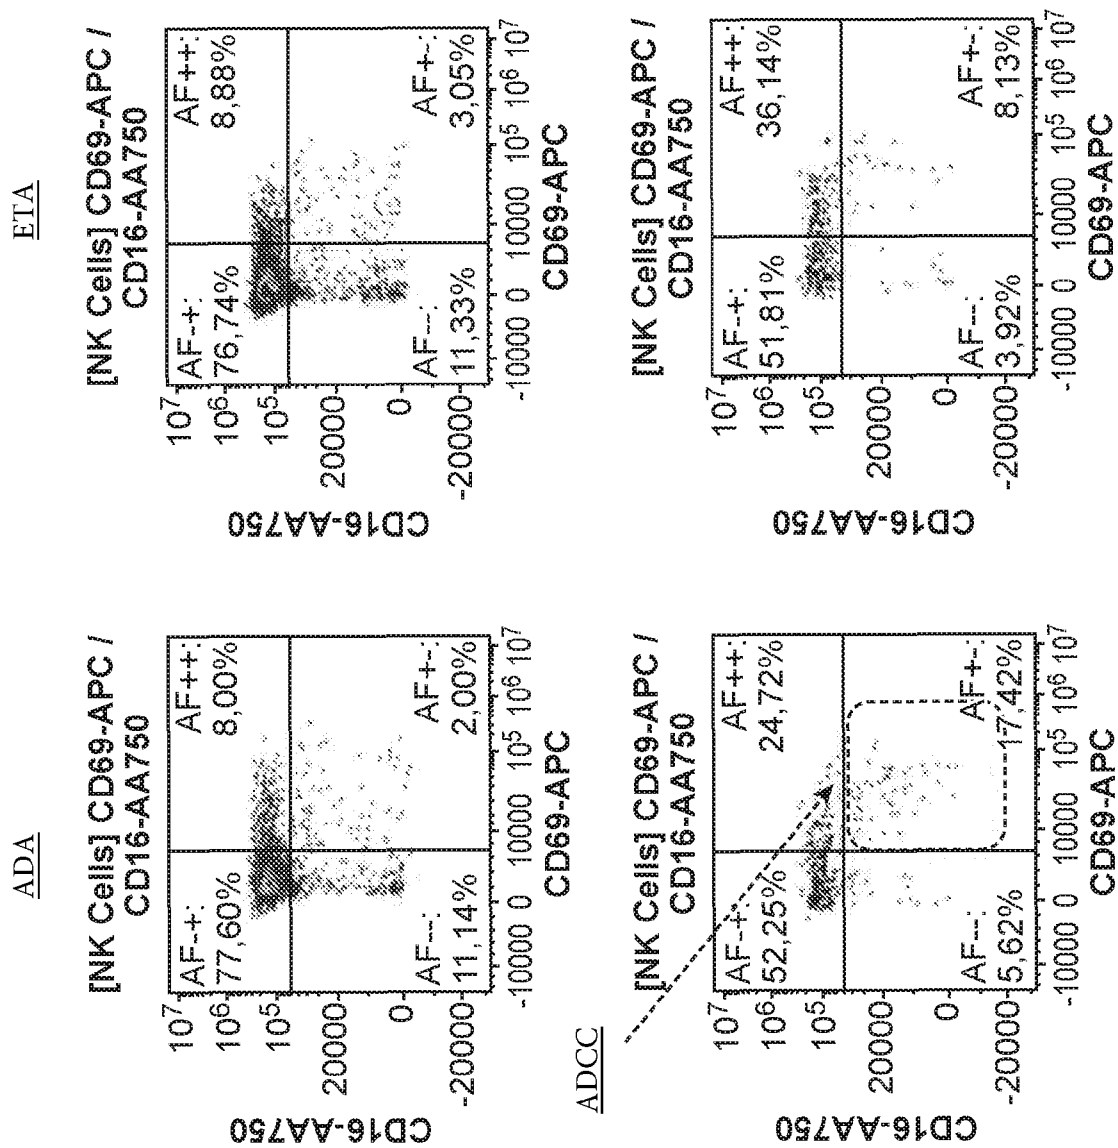 ADA
[NK Cells] CD69-APC /
CD16-AA750
CD16-AA750
10⁷
10⁶
10⁵
20000
0
-20000
AF-+:
77,60%
AF++:
8,00%
AF--:
11,14%
AF+-:
2,00%
-10000 0 10000 10⁵ 10⁶ 10⁷
CD69-APC
ETA
[NK Cells] CD69-APC /
CD16-AA750
CD16-AA750
10⁷
10⁶
10⁵
20000
0
-20000
AF-+:
76,74%
AF++:
8,88%
AF--:
11,33%
AF+-:
3,05%
-10000 0 10000 10⁵ 10⁶ 10⁷
CD69-APC
ADCC
[NK Cells] CD69-APC /
CD16-AA750
CD16-AA750
10⁷
10⁶
10⁵
20000
0
-20000
AF-+:
52,25%
AF++:
24,72%
AF--:
5,62%
AF+-:
17,42%
-10000 0 10000 10⁵ 10⁶ 10⁷
CD69-APC
[NK Cells] CD69-APC /
CD16-AA750
CD16-AA750
10⁷
10⁶
10⁵
20000
0
-20000
AF-+:
51,81%
AF++:
36,14%
AF--:
3,92%
AF+-:
8,13%
-10000 0 10000 10⁵ 10⁶ 10⁷
CD69-APC